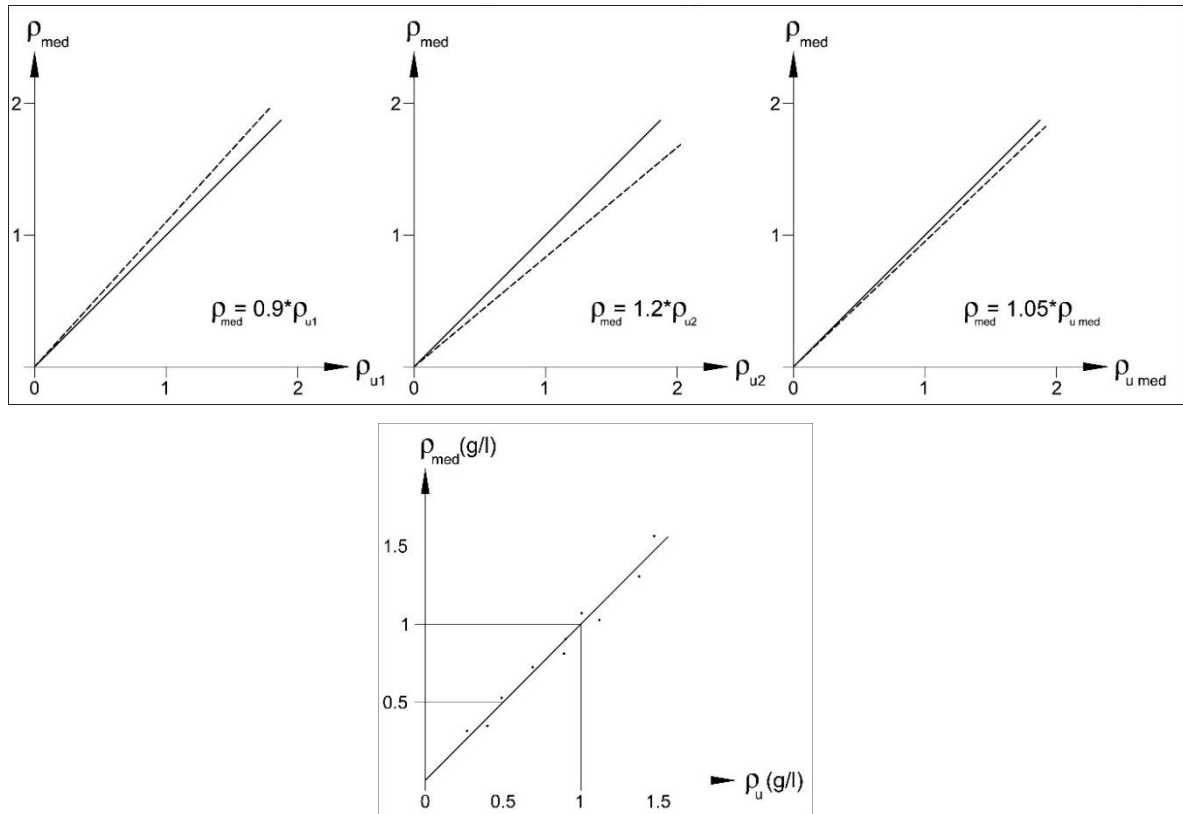 ρmed
2
1
ρmed = 0.9*ρu1
0 1 2 ρu1
ρmed
2
1
ρmed = 1.2*ρu2
0 1 2 ρu2
ρmed
2
1
ρmed = 1.05*ρu med
0 1 2 ρu med
ρmed (g/l)
1.5
1
0.5
ρu (g/l)
0 0.5 1 1.5